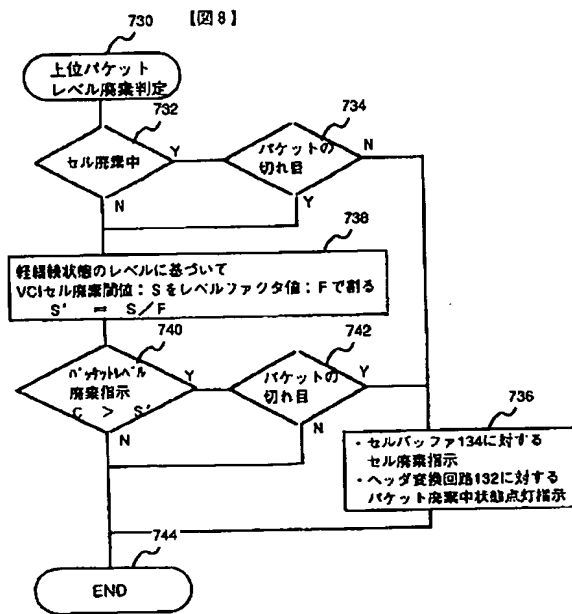 【図8】
730
上位パケット
レベル廃棄判定
732
734
セル廃棄中
Y
パケットの
切れ目
N
N
Y
738
軽輻輳状態のレベルに基づいて
VCIセル廃棄閾値：Sをレベルファクタ値：Fで割る
S' = S／F
740
742
パケットレベル
廃棄指示
C > S'
Y
パケットの
切れ目
Y
N
N
736
・セルバッファ134に対する
セル廃棄指示
・ヘッダ変換回路132に対する
パケット廃棄中状態点灯指示
744
END